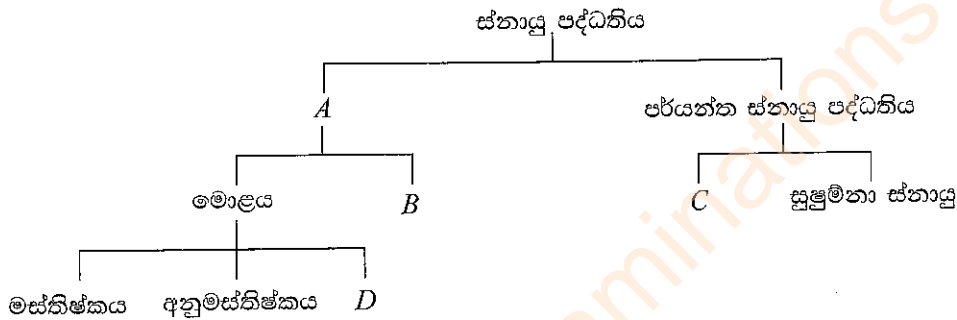 ස්නායු පද්ධතිය
A
පර්යන්ත ස්නායු පද්ධතිය
මොළය
B
C
සුෂුම්නා ස්නායු
මස්තිෂ්කය
අනුමස්තිෂ්කය
D